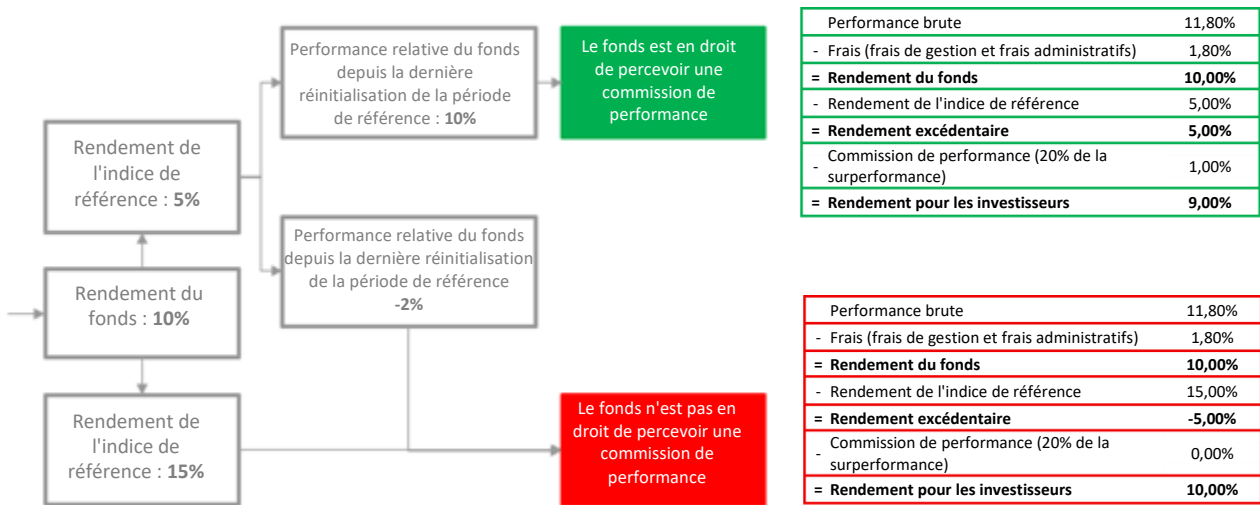 Performance relative du fonds
depuis la dernière
réinitialisation de la période
de référence : 10%
Le fonds est en droit
de percevoir une
commission de
performance
Rendement de
l'indice de
référence : 5%
Performance relative du fonds
depuis la dernière réinitialisation
de la période de référence
-2%
Rendement du
fonds : 10%
Rendement de
l'indice de
référence : 15%
Le fonds n'est pas en
droit de percevoir une
commission de
performance
Performance brute 11,80%
- Frais (frais de gestion et frais administratifs) 1,80%
= Rendement du fonds 10,00%
- Rendement de l'indice de référence 5,00%
= Rendement excédentaire 5,00%
- Commission de performance (20% de la
surperformance) 1,00%
= Rendement pour les investisseurs 9,00%
Performance brute 11,80%
- Frais (frais de gestion et frais administratifs) 1,80%
= Rendement du fonds 10,00%
- Rendement de l'indice de référence 15,00%
= Rendement excédentaire -5,00%
- Commission de performance (20% de la
surperformance) 0,00%
= Rendement pour les investisseurs 10,00%